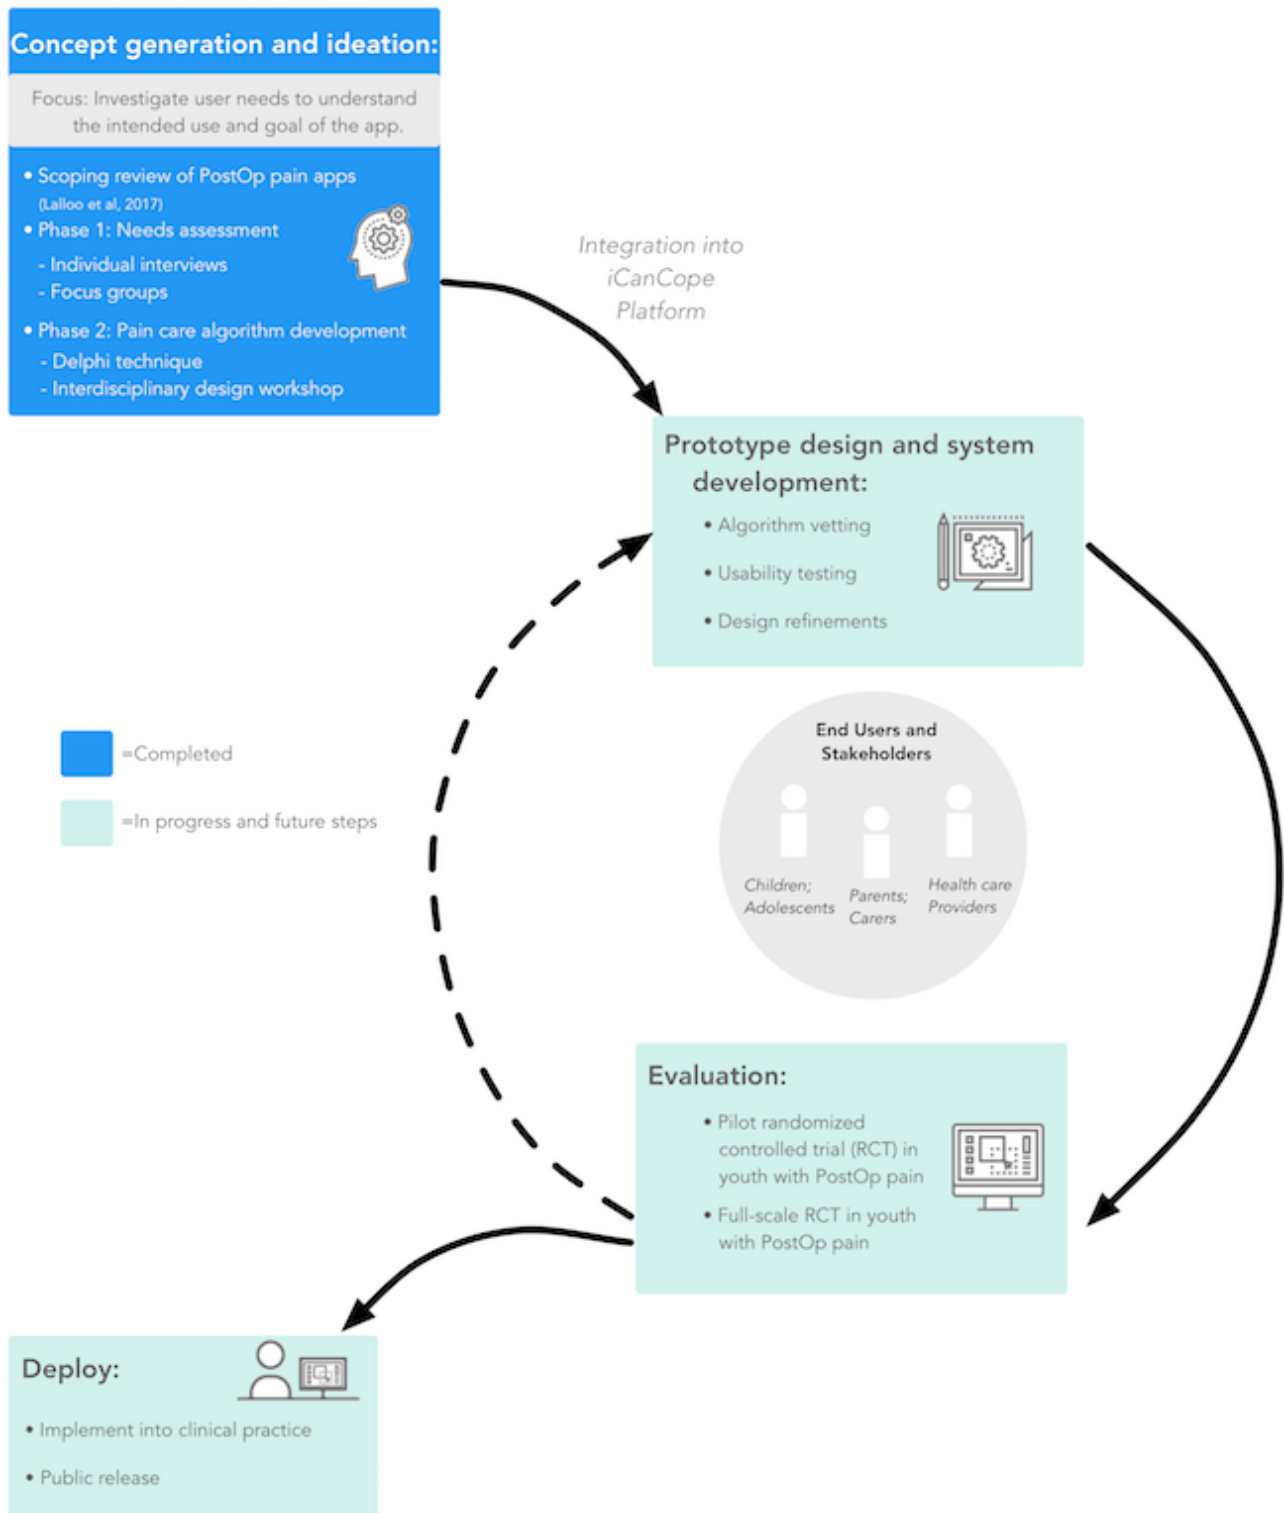 Concept generation and ideation:
Focus: Investigate user needs to understand
the intended use and goal of the app.
• Scoping review of PostOp pain apps
(Lalloo et al, 2017)
• Phase 1: Needs assessment
- Individual interviews
- Focus groups
• Phase 2: Pain care algorithm development
- Delphi technique
- Interdisciplinary design workshop
Integration into
iCanCope
Platform
Prototype design and system
development:
• Algorithm vetting
• Usability testing
• Design refinements
=Completed
=In progress and future steps
End Users and
Stakeholders
Children;
Adolescents
Parents;
Carers
Health care
Providers
Evaluation:
• Pilot randomized
controlled trial (RCT) in
youth with PostOp pain
• Full-scale RCT in youth
with PostOp pain
Deploy:
• Implement into clinical practice
• Public release